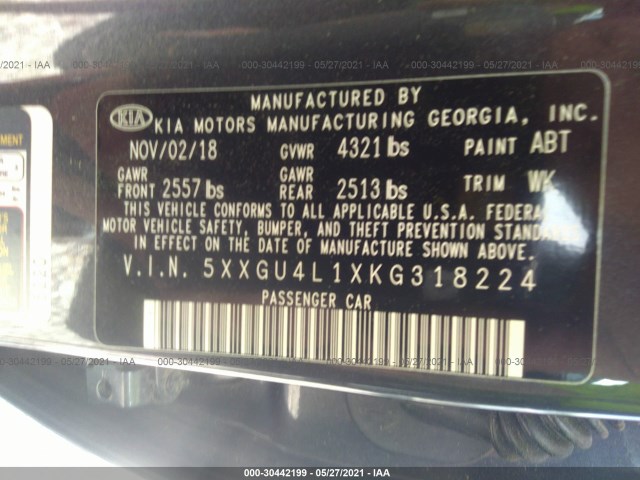 MANUFACTURED BY
KIA KIA MOTORS MANUFACTURING GEORGIA, INC.
NOV/02/18 GVWR 4321 lbs PAINT ABT
GAWR FRONT 2557 lbs GAWR REAR 2513 lbs TRIM WK
THIS VEHICLE CONFORMS TO ALL APPLICABLE U.S.A. FEDERA
MOTOR VEHICLE SAFETY, BUMPER, AND THEFT PREVENTION STANDARDS
IN EFFECT ON THE DATE OF MANUFACTURE SHOWN ABOVE.
V.I.N. 5XXGU4L1XKG318224
PASSENGER CAR
000-30442199 / 05/27/2021 - IAA